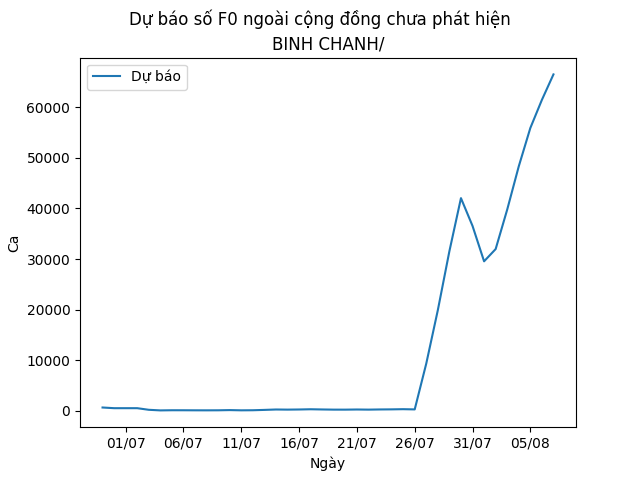 Dự báo số F0 ngoài cộng đồng chưa phát hiện
BINH CHANH/
Dự báo
60000
50000
40000
30000
20000
10000
0
Ca
01/07 06/07 11/07 16/07 21/07 26/07 31/07 05/08
Ngày